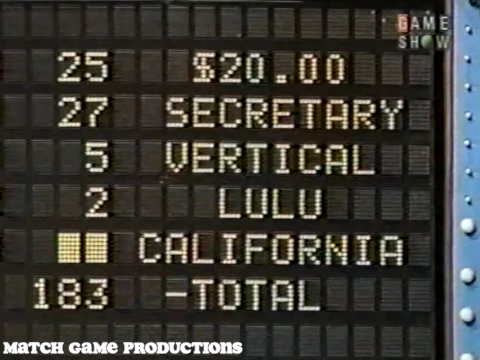 GAME
SHOW
25 $20.00
27 SECRETARY
5 VERTICAL
2 LULU
CALIFORNIA
183 -TOTAL
MATCH GAME PRODUCTIONS